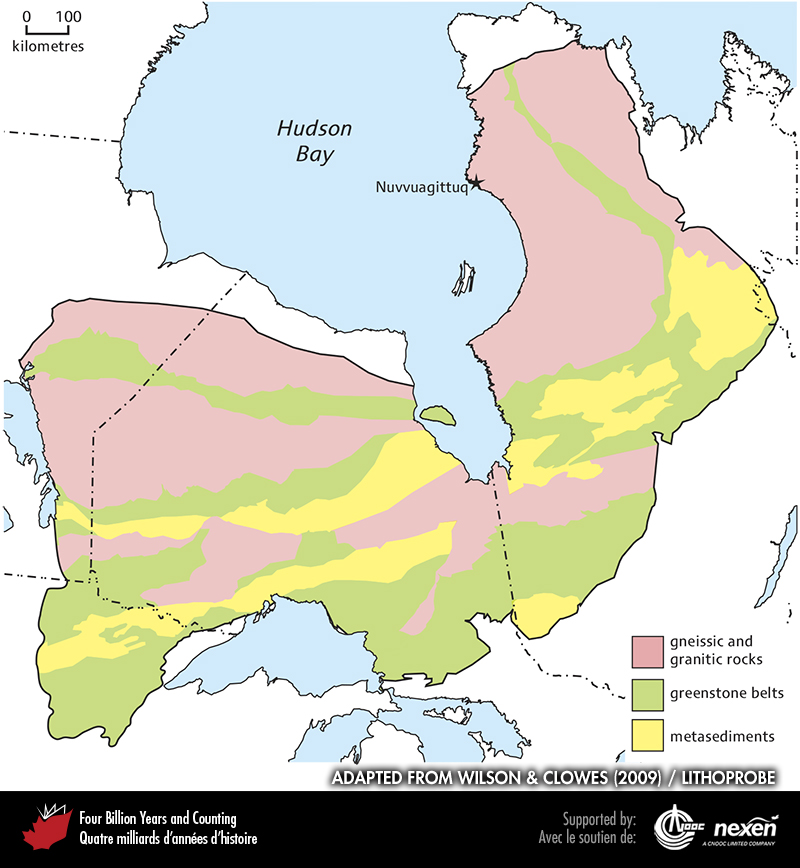 0 100
kilometres
Hudson
Bay
Nuvvuagittuq
gneissic and
granitic rocks
greenstone belts
metasediments
ADAPTED FROM WILSON & CLOWES (2009) / LITHOPROBE
Four Billion Years and Counting
Quatre milliards d'années d'histoire
Supported by:
Avec le soutien de:
CNOOC
nexen
A CNOOC LIMITED COMPANY